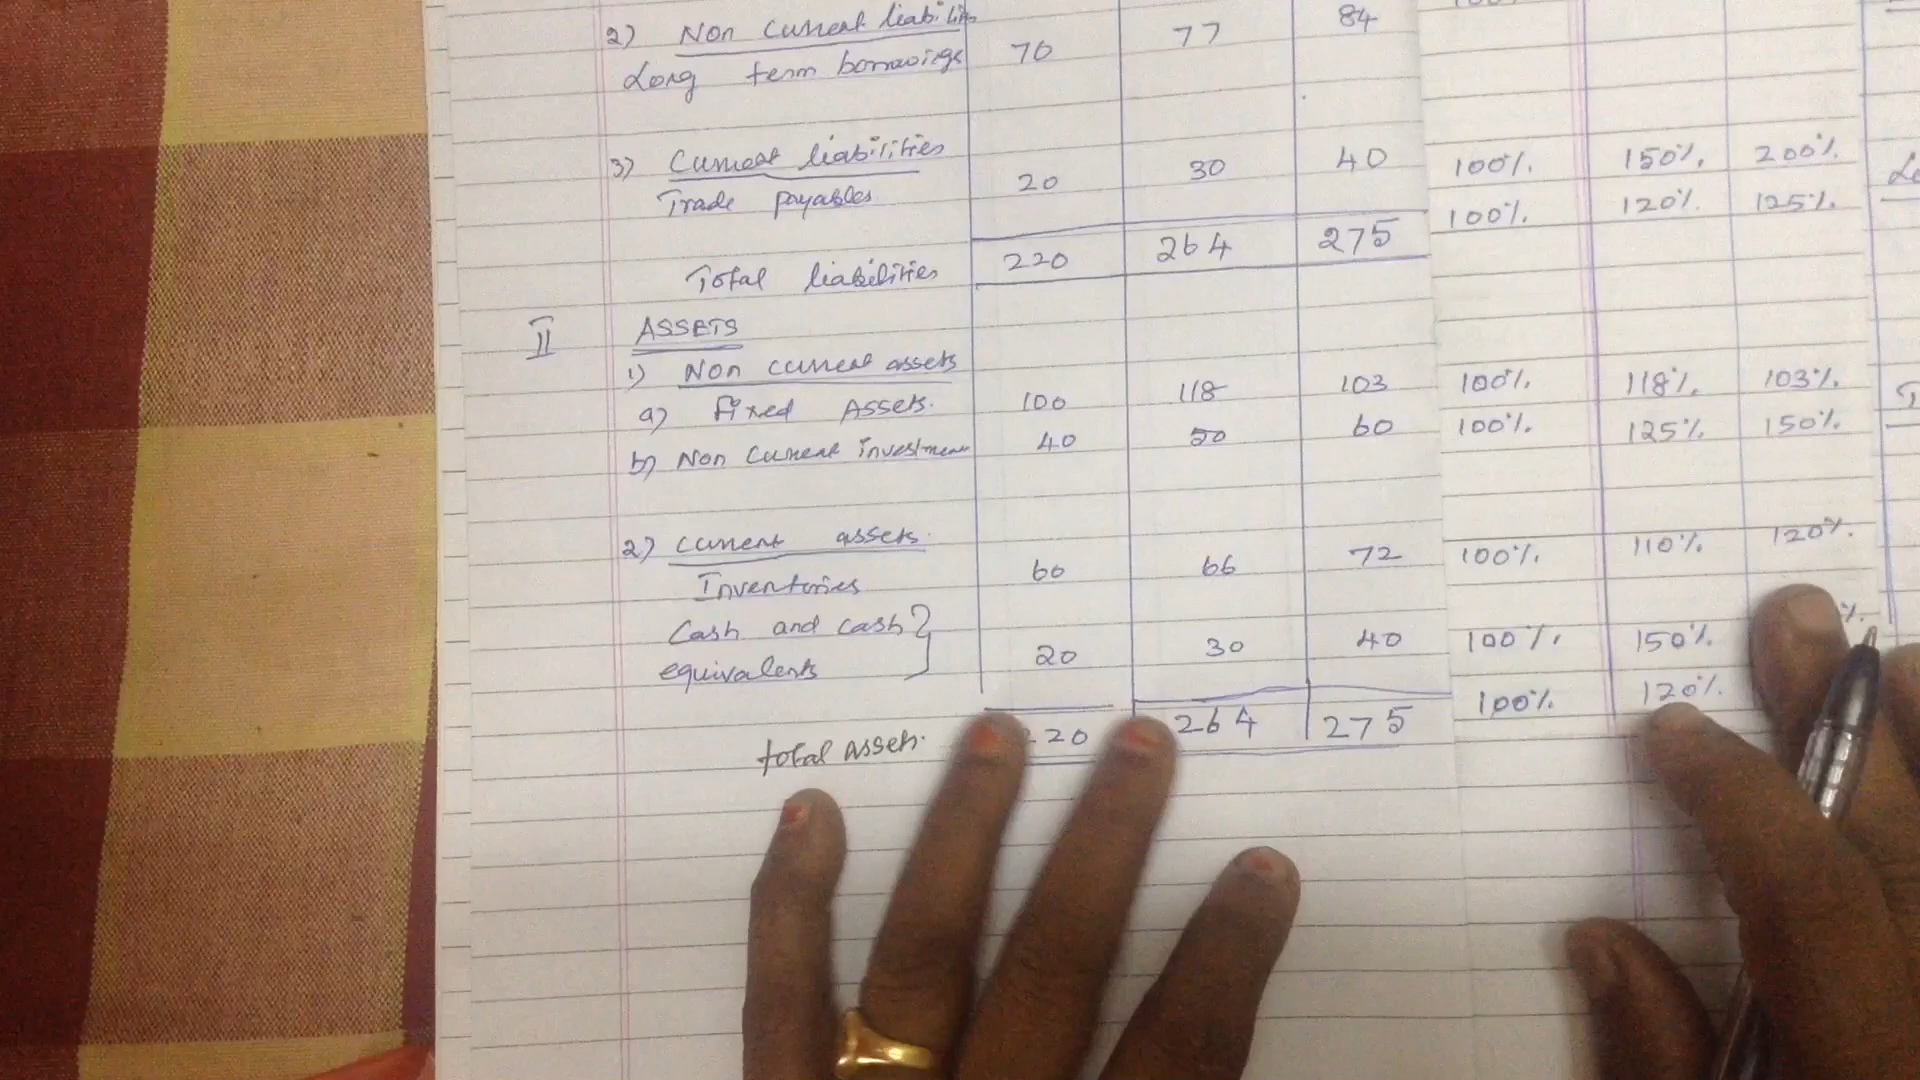 2) Non current liabilities 77 84
Long term borrowings 70
3) Current liabilities 20 30 40 100% 150% 200%
Trade payables 100% 120% 125%
Total liabilities 220 264 275
II ASSETS
1) Non current assets
a) Fixed Assets. 100 118 103 100% 118% 103%
b) Non Current investmen 40 50 60 100% 125% 150%
2) Current assets.
Inventories 60 66 72 100% 110% 120%
Cash and cash }
equivalents 20 30 40 100% 150% %
total assets. 20 264 275 100% 120%